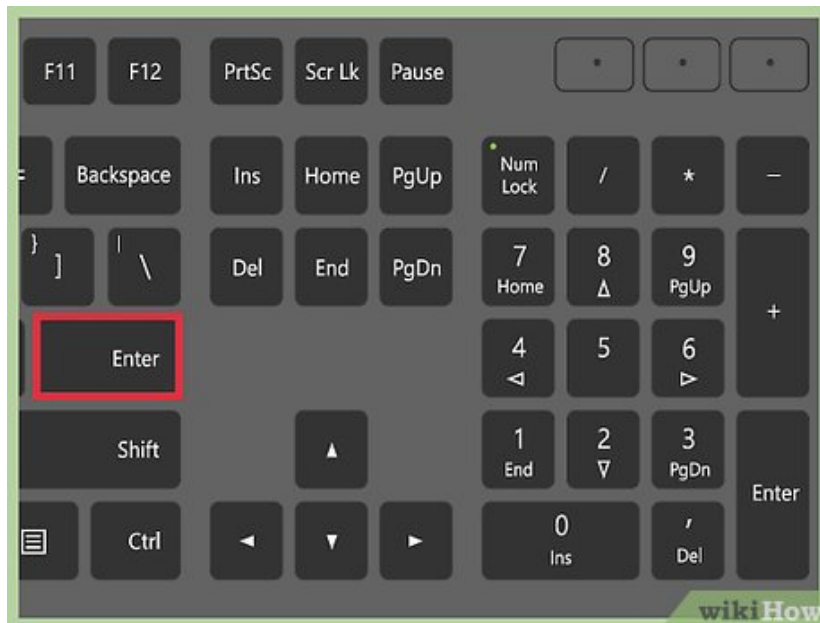 F11 F12 PrtSc Scr Lk Pause
= Backspace Ins Home PgUp Num Lock / * −
} ] | \ Del End PgDn 7 Home 8 9 PgUp +
Enter 4 5 6
Shift 1 End 2 3 PgDn Enter
Ctrl 0 Ins ′ Del
wikiHow